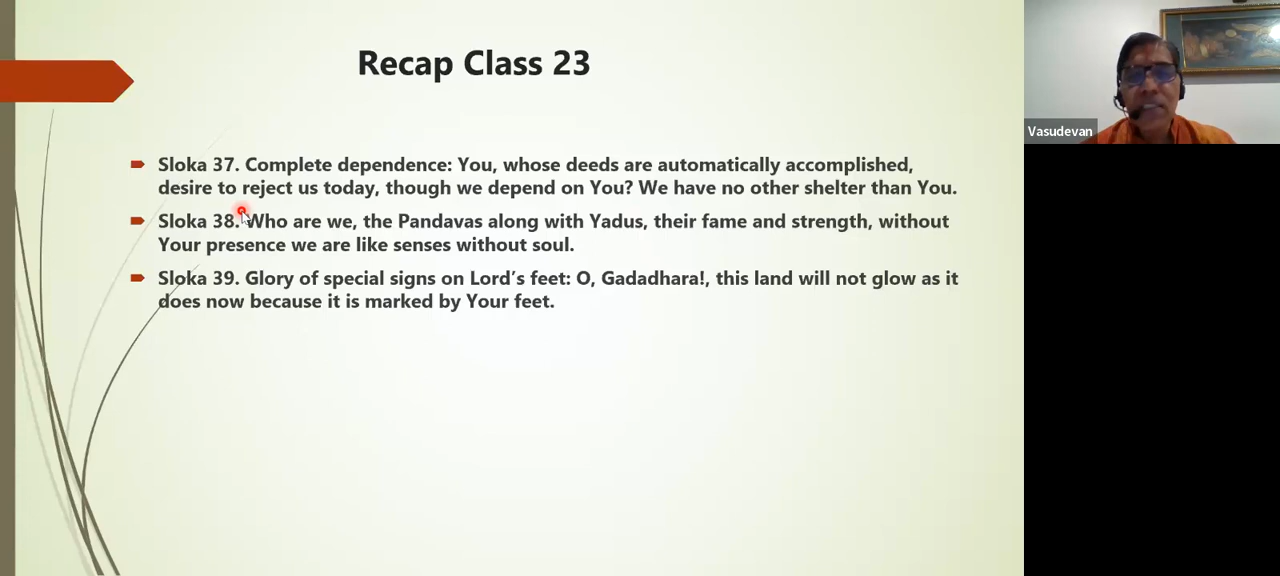 Recap Class 23
Vasudevan
Sloka 37. Complete dependence: You, whose deeds are automatically accomplished,
desire to reject us today, though we depend on You? We have no other shelter than You.
Sloka 38. Who are we, the Pandavas along with Yadus, their fame and strength, without
Your presence we are like senses without soul.
Sloka 39. Glory of special signs on Lord's feet: O, Gadadhara!, this land will not glow as it
does now because it is marked by Your feet.